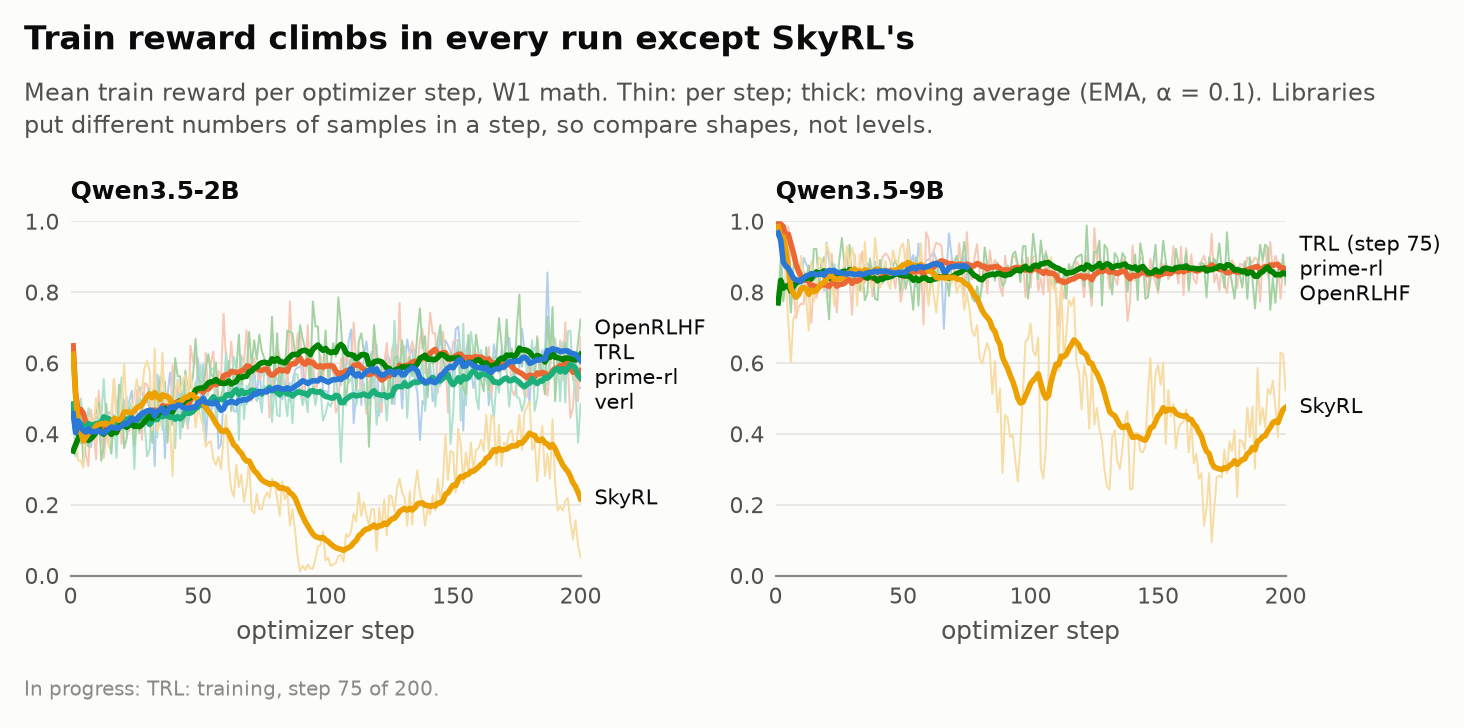 Train reward climbs in every run except SkyRL's
Mean train reward per optimizer step, W1 math. Thin: per step; thick: moving average (EMA, α = 0.1). Libraries
put different numbers of samples in a step, so compare shapes, not levels.
Qwen3.5-2B
1.0
0.8
0.6
0.4
0.2
0.0
0
50
100
150
200
optimizer step
OpenRLHF
TRL
prime-rl
verl
SkyRL
Qwen3.5-9B
1.0
0.8
0.6
0.4
0.2
0.0
0
50
100
150
200
optimizer step
TRL (step 75)
prime-rl
OpenRLHF
SkyRL
In progress: TRL: training, step 75 of 200.